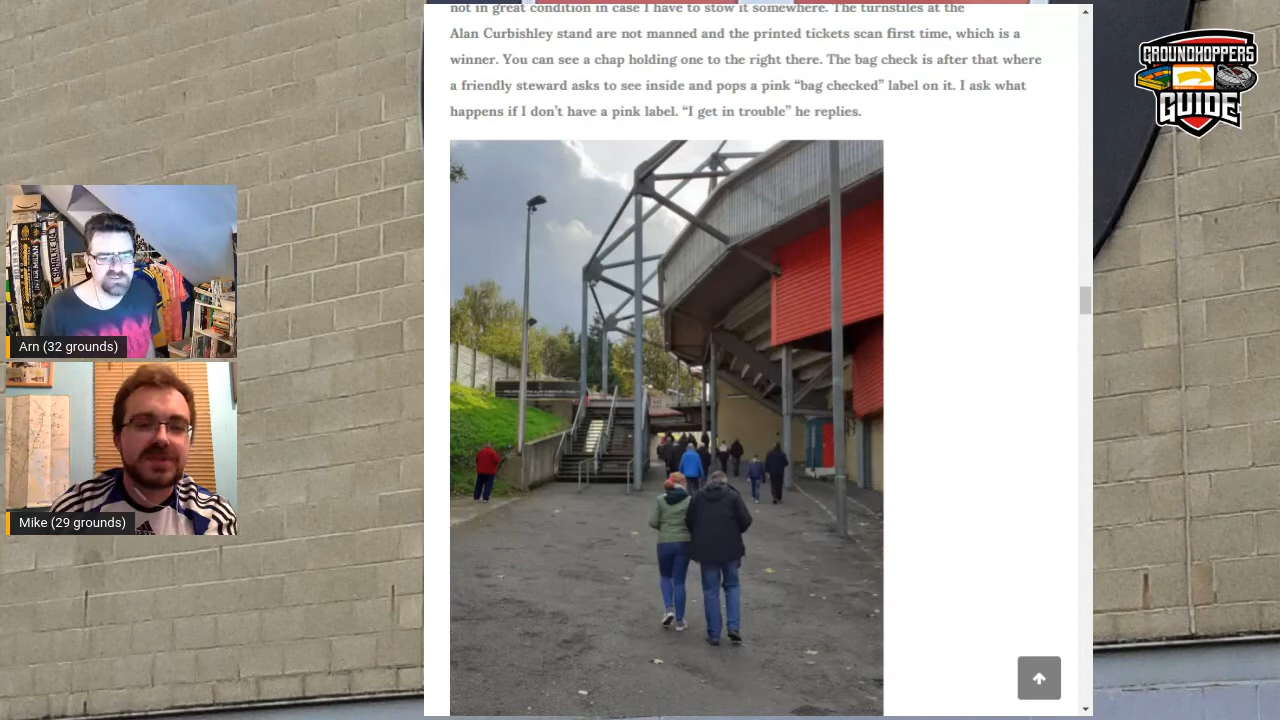 not in great condition in case I have to stow it somewhere. The turnstiles at the
Alan Curbishley stand are not manned and the printed tickets scan first time, which is a
winner. You can see a chap holding one to the right there. The bag check is after that where
a friendly steward asks to see inside and pops a pink “bag checked” label on it. I ask what
happens if I don’t have a pink label. “I get in trouble” he replies.
GROUNDHOPPERS
GUIDE
INTER MILAN
Arn (32 grounds)
Mike (29 grounds)